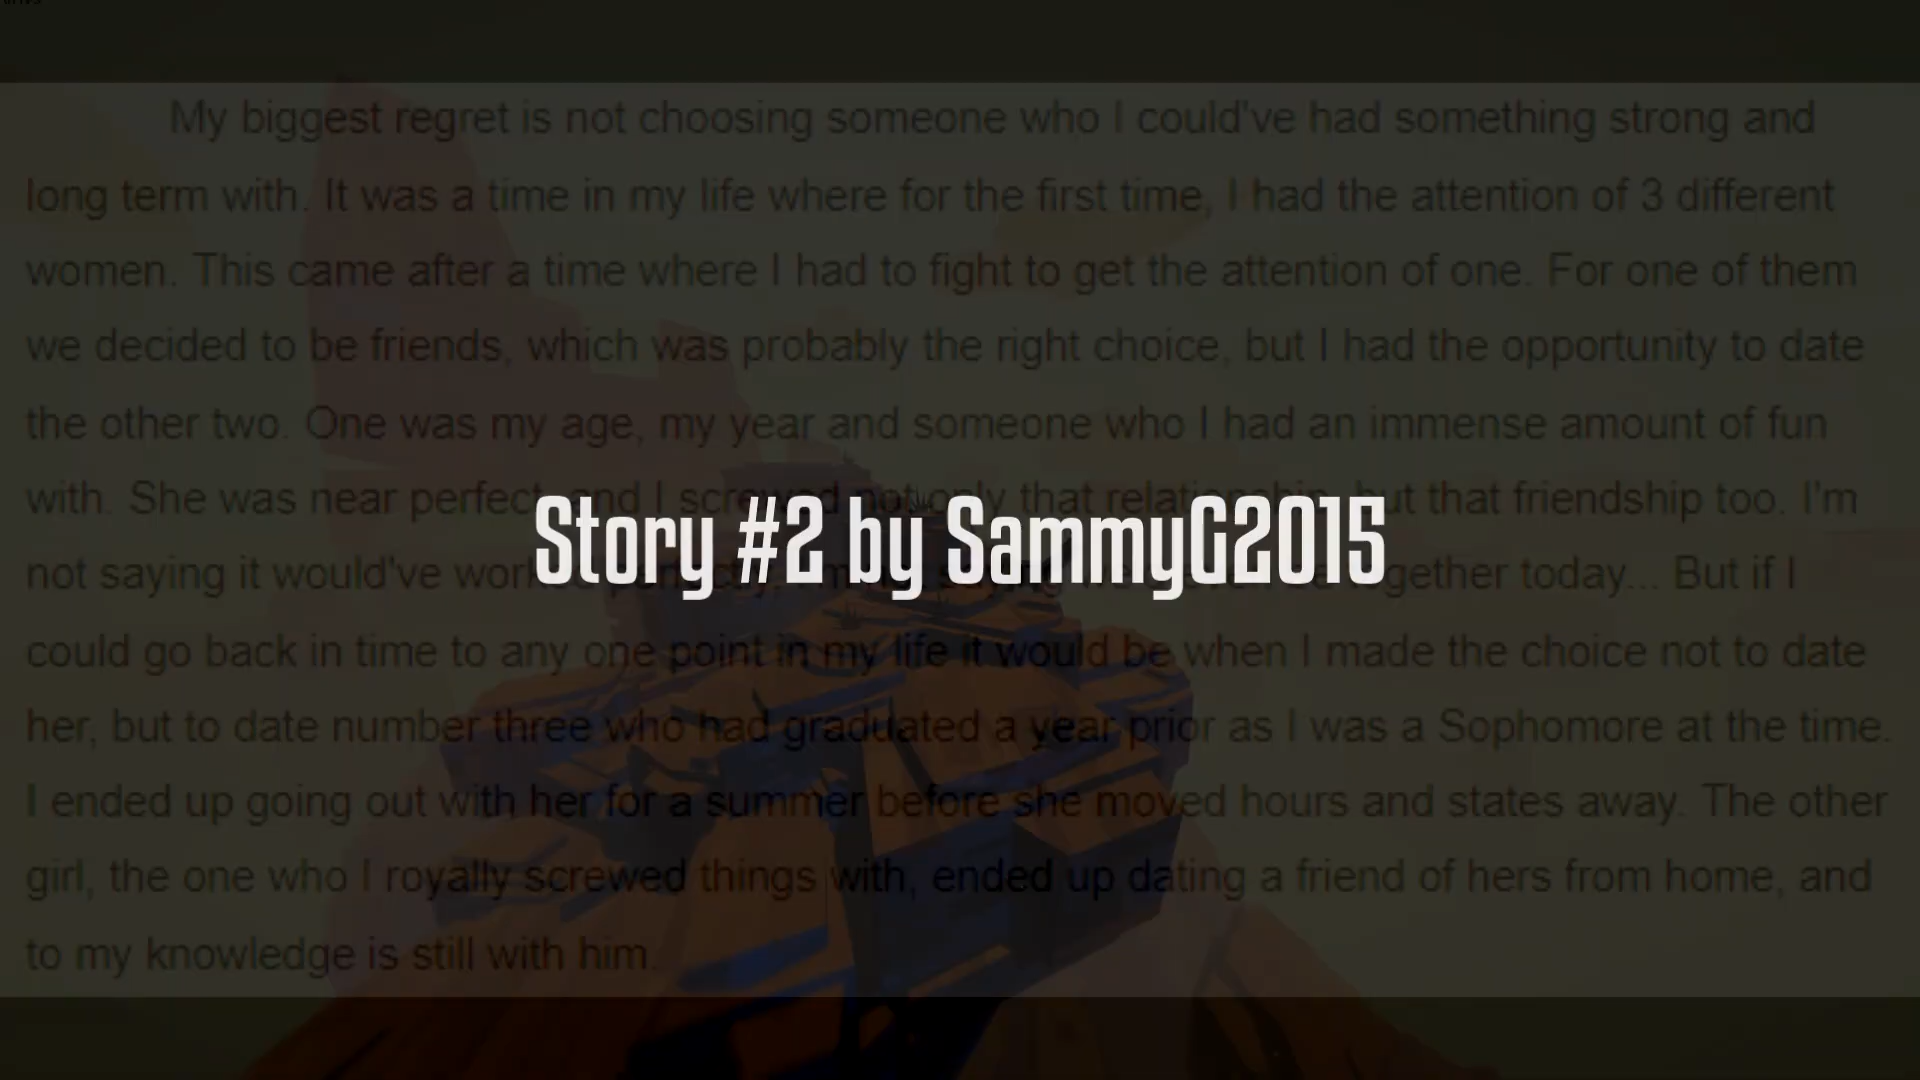 My biggest regret is not choosing someone who I could've had something strong and
long term with. It was a time in my life where for the first time, I had the attention of 3 different
women. This came after a time where I had to fight to get the attention of one. For one of them
we decided to be friends, which was probably the right choice, but I had the opportunity to date
the other two. One was my age, my year and someone who I had an immense amount of fun
with. She was near perfect and I screwed not only that relationship but that friendship too. I'm
Story #2 by SammyG2015
not saying it would've together today... But if I
could go back in time to any one point in my life it would be when I made the choice not to date
her, but to date number three who had graduated a year prior as I was a Sophomore at the time.
I ended up going out with her for a summer before she moved hours and states away. The other
girl, the one who I royally screwed things with, ended up dating a friend of hers from home, and
to my knowledge is still with him.